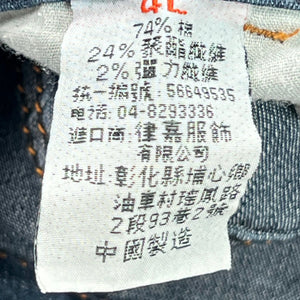 4L
74% 棉
24% 聚酯纖維
2% 彈力纖維
統一編號: 56649535
電話: 04-8293336
進口商: 律嘉服飾
有限公司
地址: 彰化縣埔心鄉
油車村瑤鳳路
2段93巷2號
中國製造